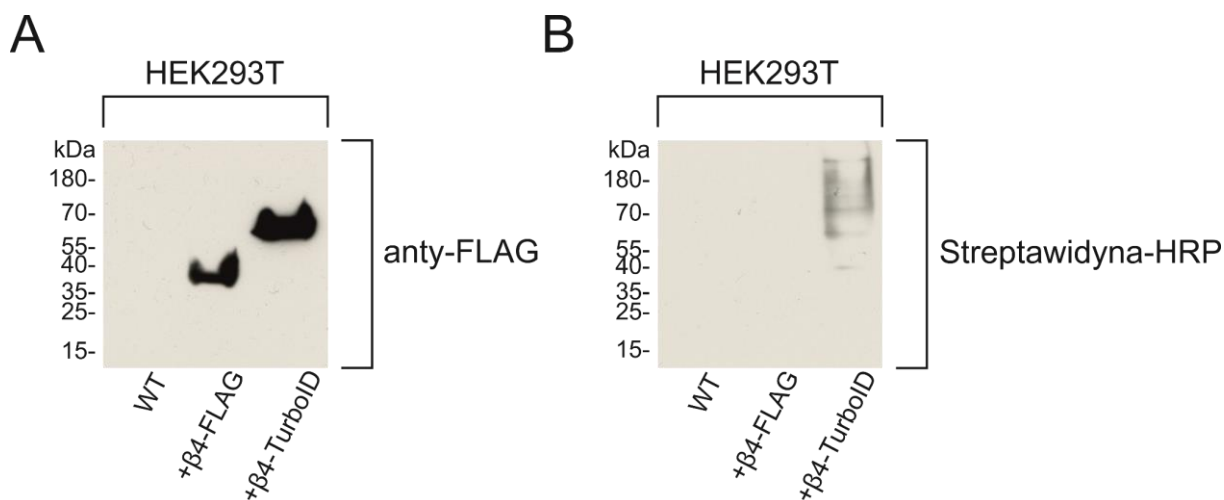 A
HEK293T
kDa
180-
70-
55-
40-
35-
25-
15-
anty-FLAG
WT
+β4-FLAG
+β4-TurboID
B
HEK293T
kDa
180-
70-
55-
40-
35-
25-
15-
Streptawidyna-HRP
WT
+β4-FLAG
+β4-TurboID